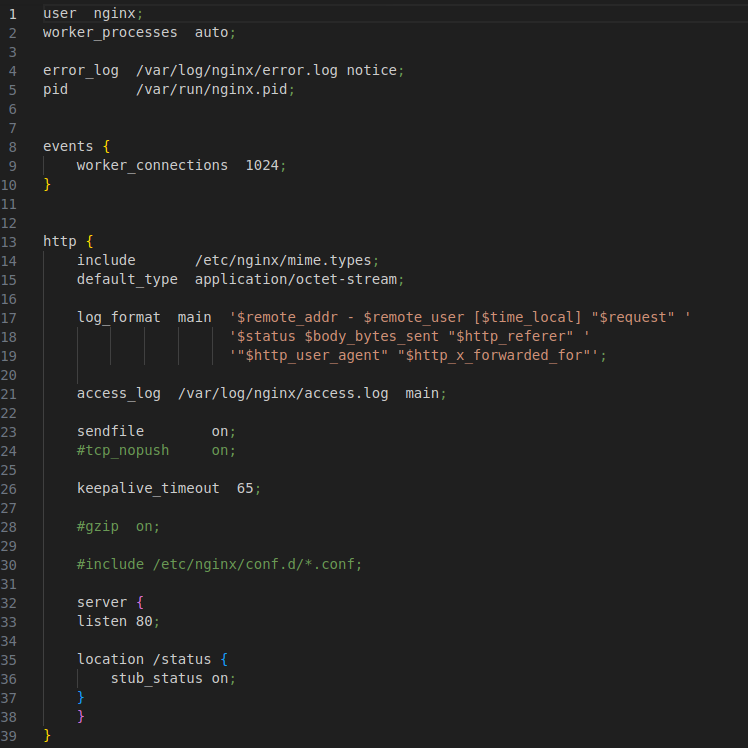 1 user  nginx;
2 worker_processes  auto;
3
4 error_log  /var/log/nginx/error.log notice;
5 pid        /var/run/nginx.pid;
6
7
8 events {
9     worker_connections  1024;
10 }
11
12
13 http {
14     include       /etc/nginx/mime.types;
15     default_type  application/octet-stream;
16
17     log_format  main  '$remote_addr - $remote_user [$time_local] "$request" '
18                       '$status $body_bytes_sent "$http_referer" '
19                       '"$http_user_agent" "$http_x_forwarded_for"';
20
21     access_log  /var/log/nginx/access.log  main;
22
23     sendfile        on;
24     #tcp_nopush     on;
25
26     keepalive_timeout  65;
27
28     #gzip  on;
29
30     #include /etc/nginx/conf.d/*.conf;
31
32     server {
33     listen 80;
34
35     location /status {
36         stub_status on;
37     }
38     }
39 }